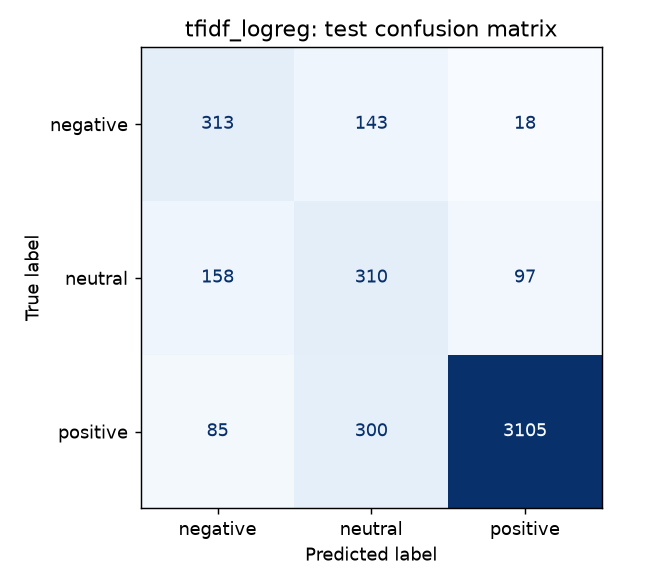 tfidf_logreg: test confusion matrix
negative 313 143 18
neutral 158 310 97
positive 85 300 3105
negative neutral positive
Predicted label
True label